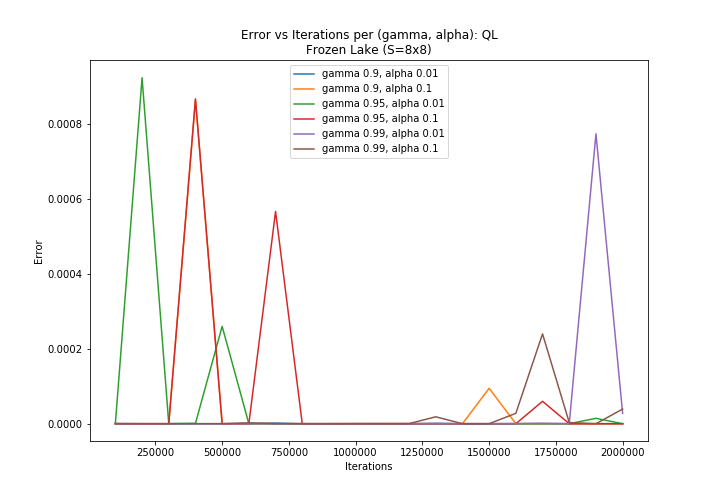 Error vs Iterations per (gamma, alpha): QL
Frozen Lake (S=8x8)
gamma 0.9, alpha 0.01
gamma 0.9, alpha 0.1
gamma 0.95, alpha 0.01
gamma 0.95, alpha 0.1
gamma 0.99, alpha 0.01
gamma 0.99, alpha 0.1
0.0008
0.0006
0.0004
0.0002
0.0000
Error
250000 500000 750000 1000000 1250000 1500000 1750000 2000000
Iterations